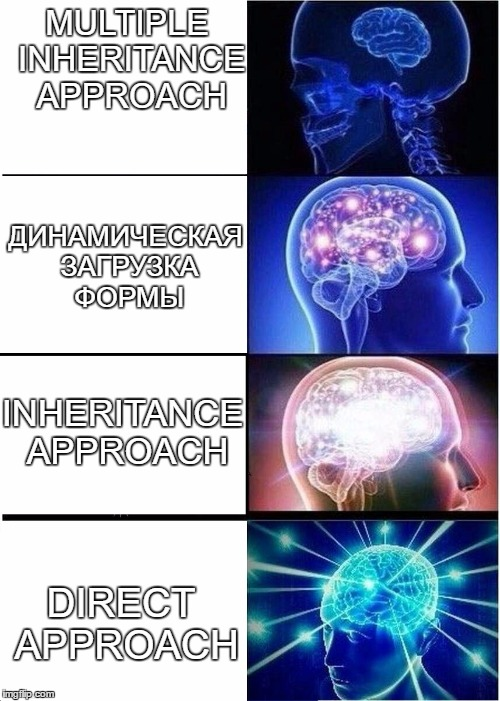 MULTIPLE
INHERITANCE
APPROACH
ДИНАМИЧЕСКАЯ
ЗАГРУЗКА
ФОРМЫ
INHERITANCE
APPROACH
DIRECT
APPROACH
imgflip.com